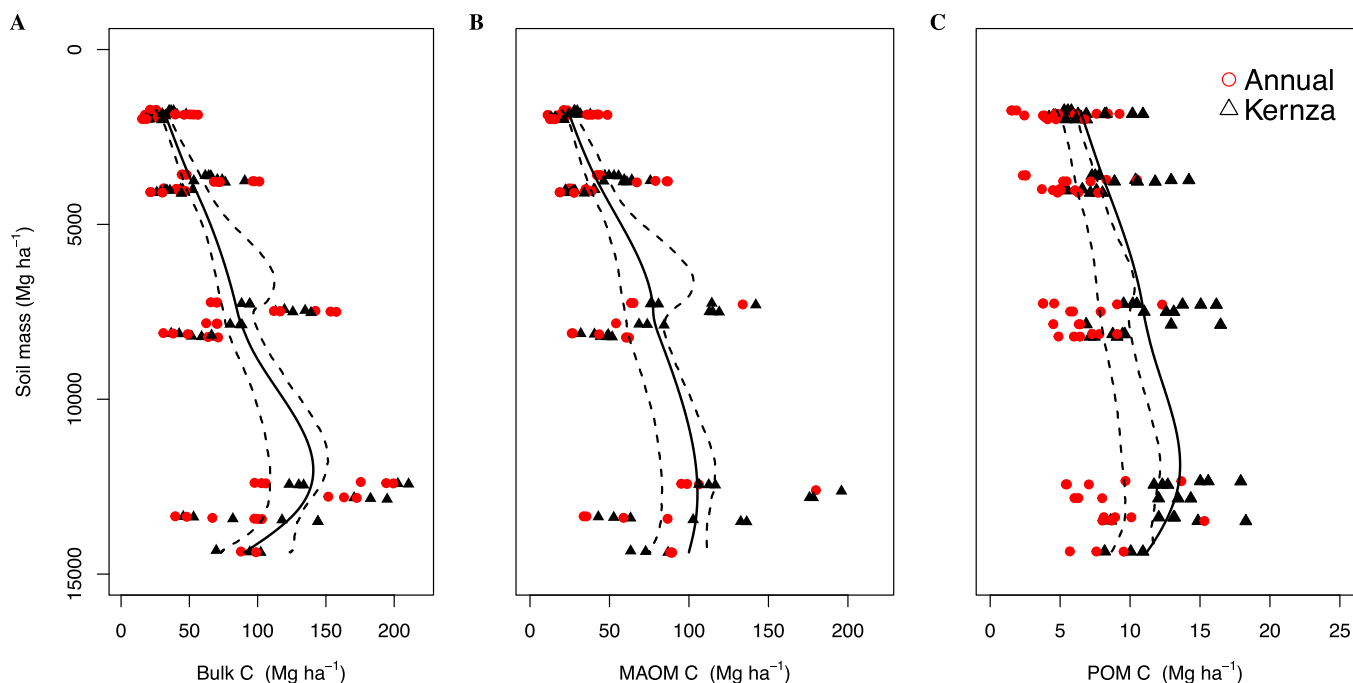 A
B
C
Annual
Kernza
0
5000
10000
15000
Soil mass (Mg ha⁻¹)
0 50 100 150 200
0 50 100 150 200
0 5 10 15 20 25
Bulk C (Mg ha⁻¹)
MAOM C (Mg ha⁻¹)
POM C (Mg ha⁻¹)